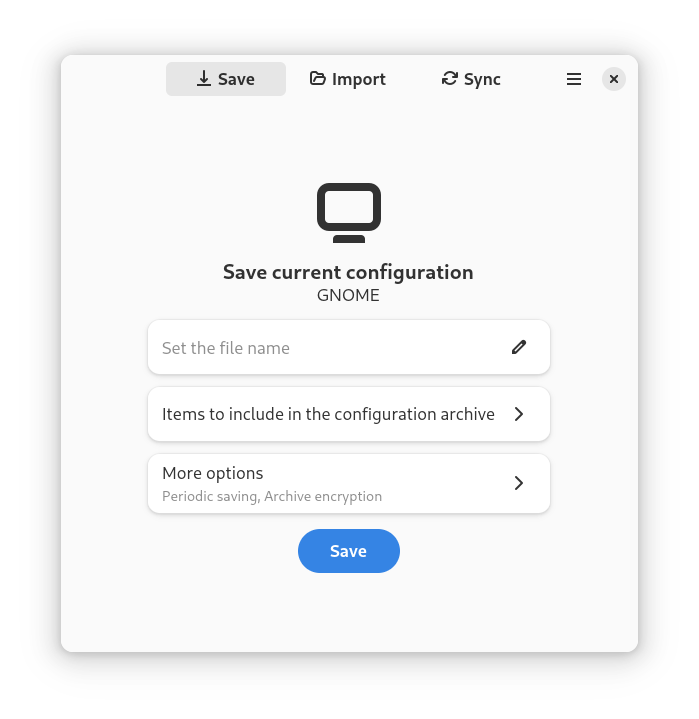 Save
Import
Sync
Save current configuration
GNOME
Set the file name
Items to include in the configuration archive
More options
Periodic saving, Archive encryption
Save